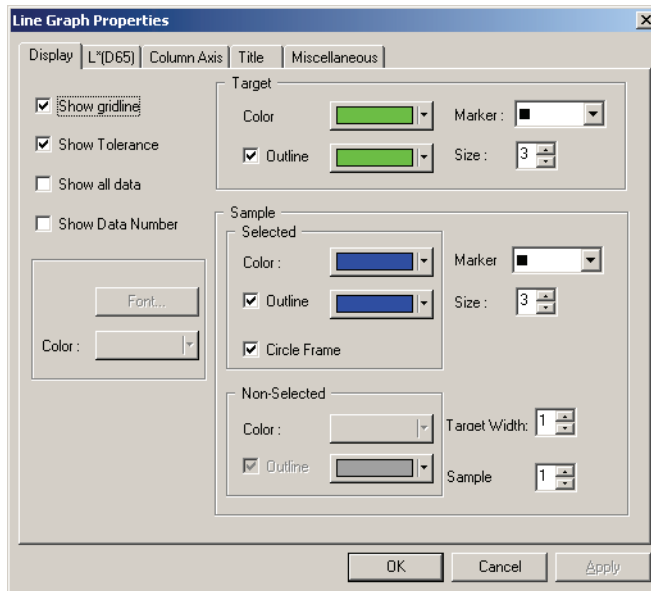 Line Graph Properties
Display L*(D65) Column Axis Title Miscellaneous
Show gridline
Show Tolerance
Show all data
Show Data Number
Font...
Color :
Target
Color Marker :
Outline Size : 3
Sample
Selected
Color : Marker
Outline Size : 3
Circle Frame
Non-Selected
Color : Target Width: 1
Outline Sample 1
OK Cancel Apply